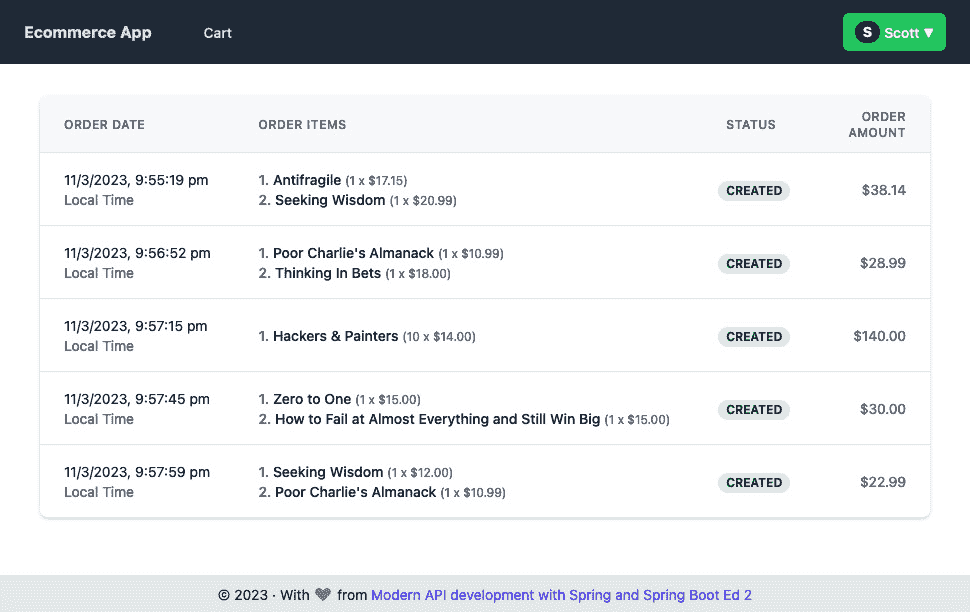 Ecommerce App Cart S Scott ▼
ORDER DATE ORDER ITEMS STATUS ORDER AMOUNT
11/3/2023, 9:55:19 pm
Local Time
1. Antifragile (1 x $17.15)
2. Seeking Wisdom (1 x $20.99)
CREATED
$38.14
11/3/2023, 9:56:52 pm
Local Time
1. Poor Charlie's Almanack (1 x $10.99)
2. Thinking In Bets (1 x $18.00)
CREATED
$28.99
11/3/2023, 9:57:15 pm
Local Time
1. Hackers & Painters (10 x $14.00)
CREATED
$140.00
11/3/2023, 9:57:45 pm
Local Time
1. Zero to One (1 x $15.00)
2. How to Fail at Almost Everything and Still Win Big (1 x $15.00)
CREATED
$30.00
11/3/2023, 9:57:59 pm
Local Time
1. Seeking Wisdom (1 x $12.00)
2. Poor Charlie's Almanack (1 x $10.99)
CREATED
$22.99
© 2023 · With 🖤 from Modern API development with Spring and Spring Boot Ed 2